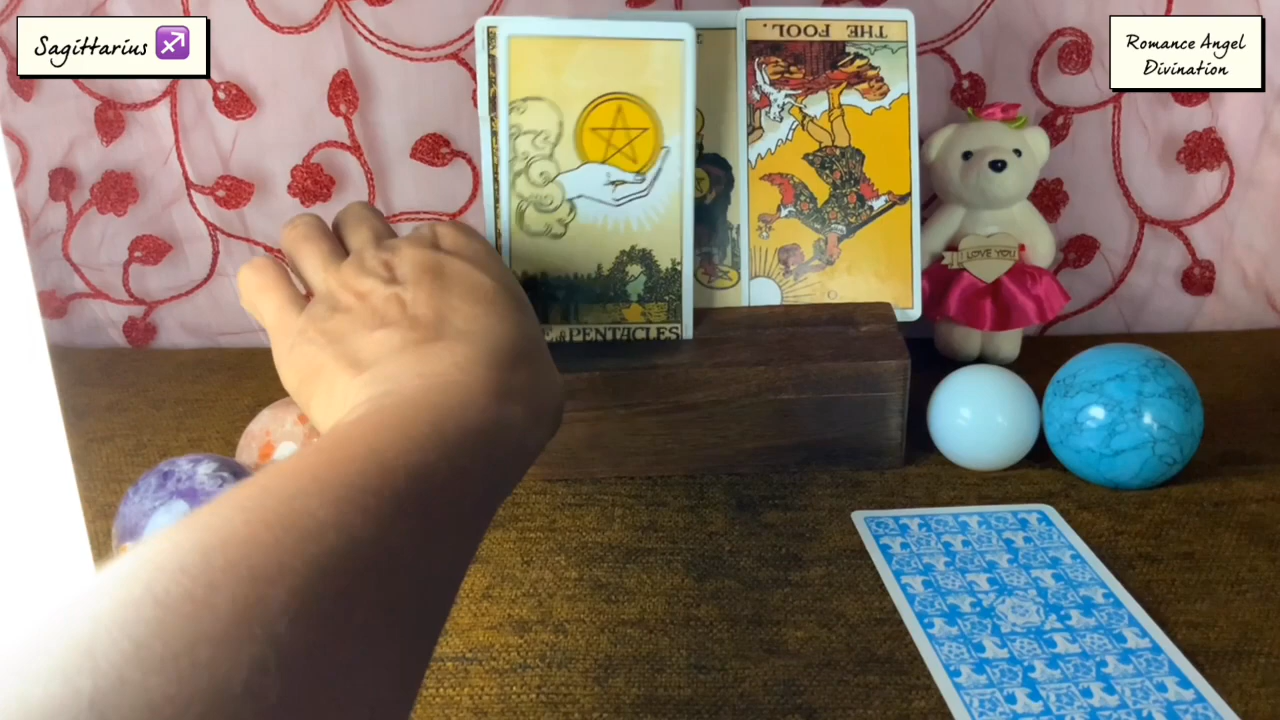 Sagittarius ♐
Romance Angel
Divination
THE FOOL.
PENTACLES
I LOVE YOU